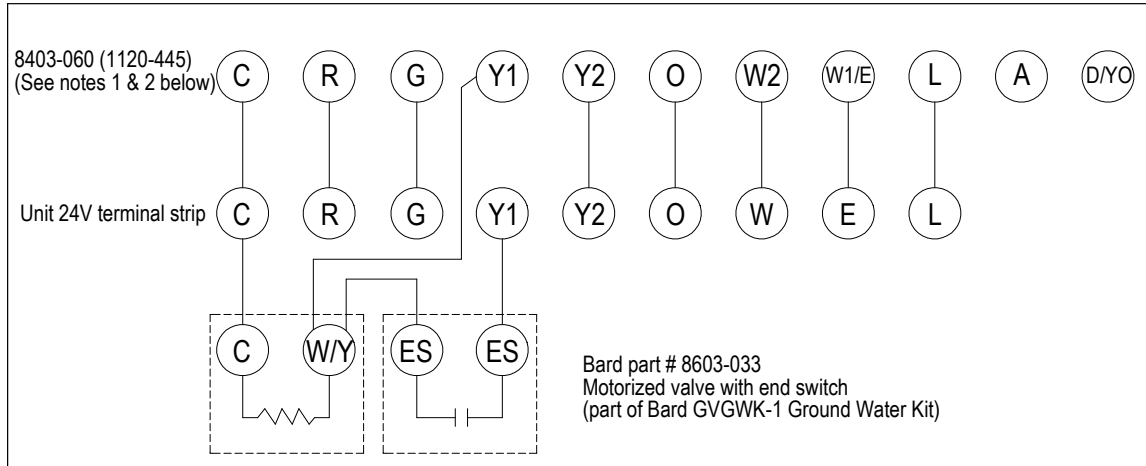 8403-060 (1120-445)
(See notes 1 & 2 below)
C R G Y1 Y2 O W2 W1/E L A D/YO
Unit 24V terminal strip
C R G Y1 Y2 O W E L
C W/Y ES ES
Bard part # 8603-033
Motorized valve with end switch
(part of Bard GVGWK-1 Ground Water Kit)